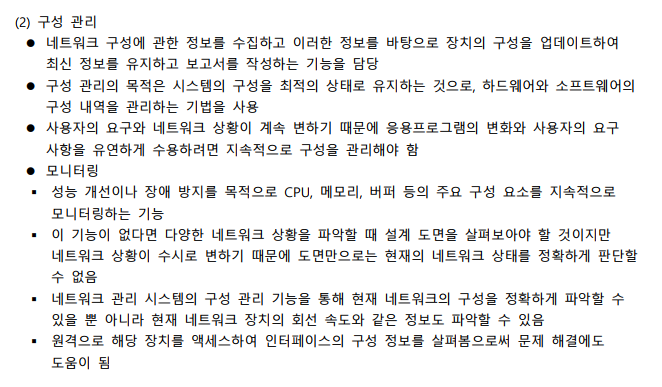 (2) 구성 관리
● 네트워크 구성에 관한 정보를 수집하고 이러한 정보를 바탕으로 장치의 구성을 업데이트하여
최신 정보를 유지하고 보고서를 작성하는 기능을 담당
● 구성 관리의 목적은 시스템의 구성을 최적의 상태로 유지하는 것으로, 하드웨어와 소프트웨어의
구성 내역을 관리하는 기법을 사용
● 사용자의 요구와 네트워크 상황이 계속 변하기 때문에 응용프로그램의 변화와 사용자의 요구
사항을 유연하게 수용하려면 지속적으로 구성을 관리해야 함
● 모니터링
▪ 성능 개선이나 장애 방지를 목적으로 CPU, 메모리, 버퍼 등의 주요 구성 요소를 지속적으로
모니터링하는 기능
▪ 이 기능이 없다면 다양한 네트워크 상황을 파악할 때 설계 도면을 살펴보아야 할 것이지만
네트워크 상황이 수시로 변하기 때문에 도면만으로는 현재의 네트워크 상태를 정확하게 판단할
수 없음
▪ 네트워크 관리 시스템의 구성 관리 기능을 통해 현재 네트워크의 구성을 정확하게 파악할 수
있을 뿐 아니라 현재 네트워크 장치의 회선 속도와 같은 정보도 파악할 수 있음
▪ 원격으로 해당 장치를 액세스하여 인터페이스의 구성 정보를 살펴봄으로써 문제 해결에도
도움이 됨